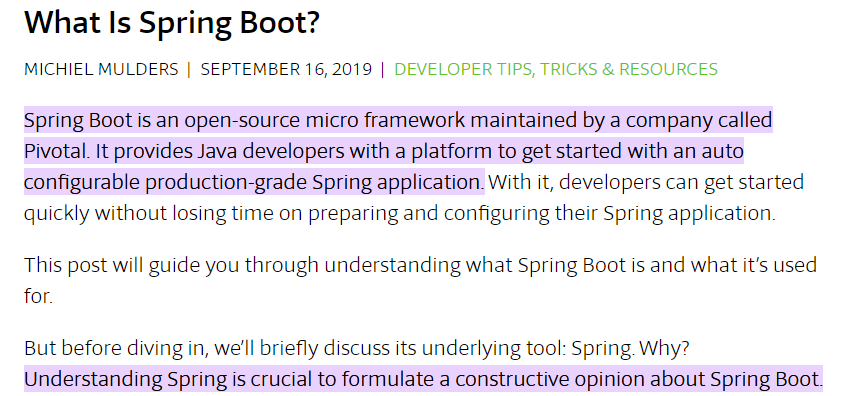 What Is Spring Boot?
MICHIEL MULDERS | SEPTEMBER 16, 2019 | DEVELOPER TIPS, TRICKS & RESOURCES
Spring Boot is an open-source micro framework maintained by a company called
Pivotal. It provides Java developers with a platform to get started with an auto
configurable production-grade Spring application. With it, developers can get started
quickly without losing time on preparing and configuring their Spring application.
This post will guide you through understanding what Spring Boot is and what it’s used
for.
But before diving in, we’ll briefly discuss its underlying tool: Spring. Why?
Understanding Spring is crucial to formulate a constructive opinion about Spring Boot.